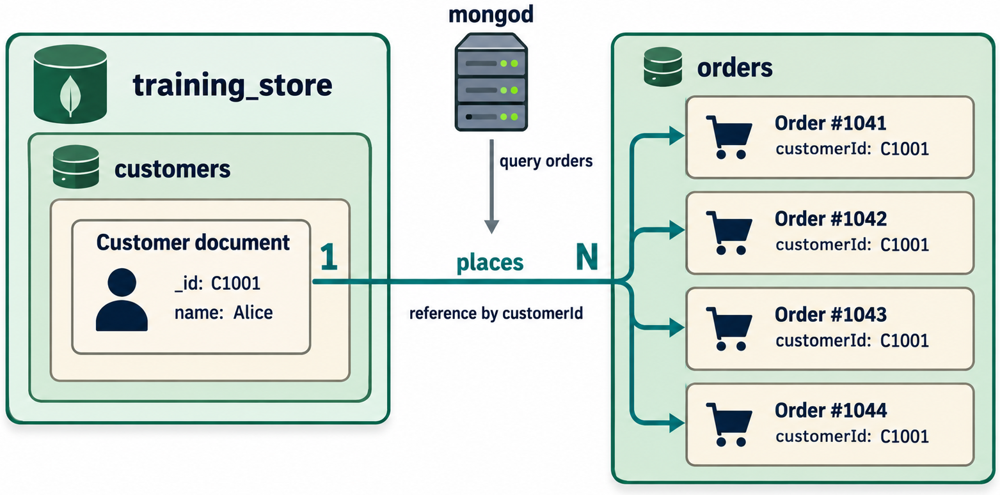 mongod
training_store
customers
Customer document
_id: C1001
name: Alice
1
query orders
places
N
reference by customerId
orders
Order #1041
customerId: C1001
Order #1042
customerId: C1001
Order #1043
customerId: C1001
Order #1044
customerId: C1001